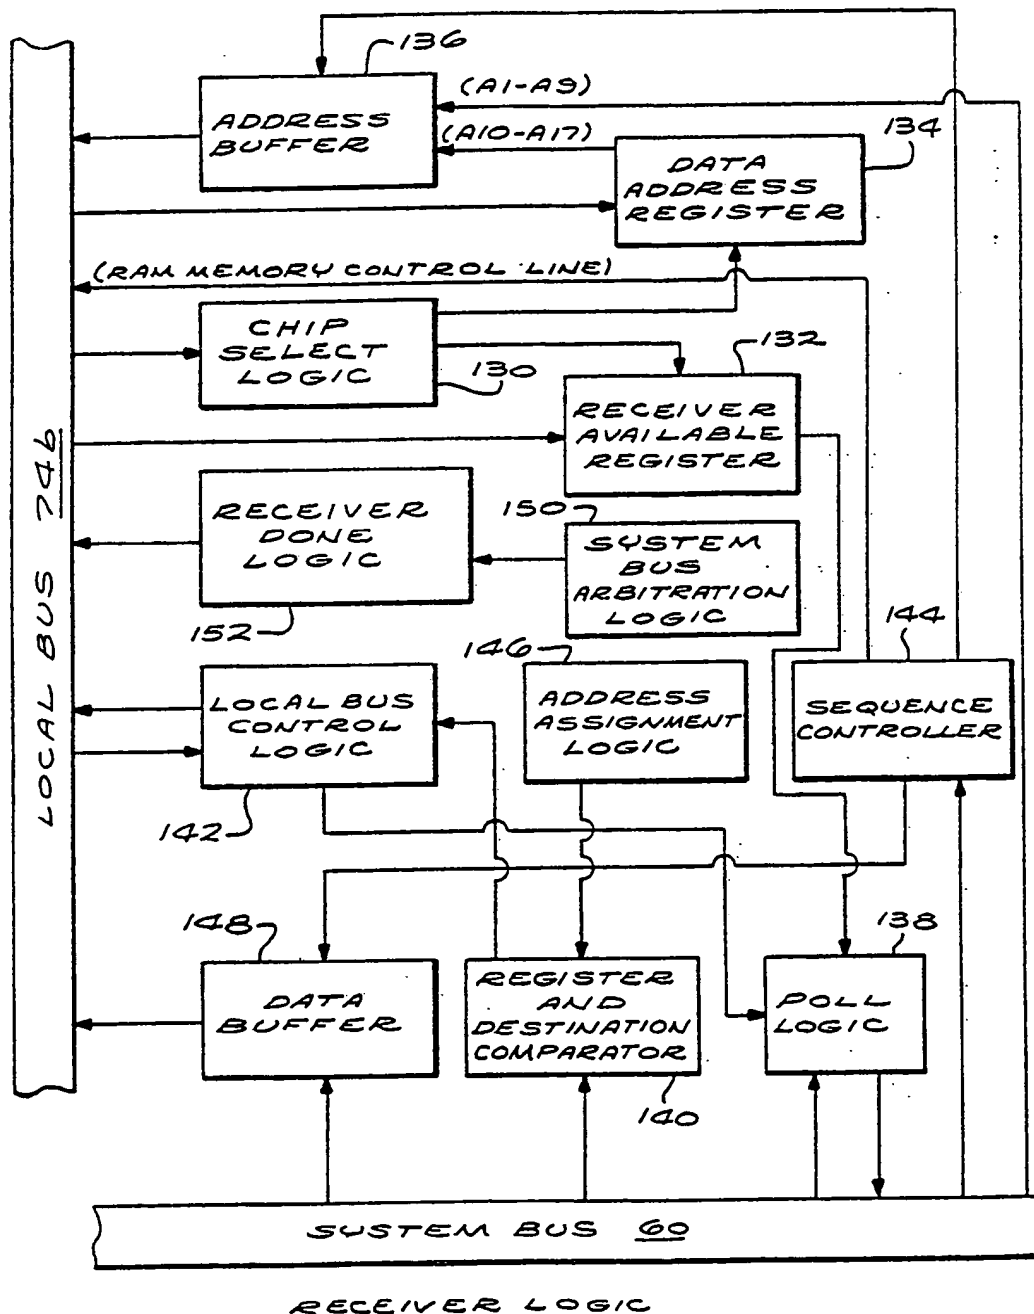 136
(A1-A9)
ADDRESS
BUFFER
(A10-A17)
134
DATA
ADDRESS
REGISTER
(RAM MEMORY CONTROL LINE)
CHIP
SELECT
LOGIC
130
132
RECEIVER
AVAILABLE
REGISTER
LOCAL BUS 746
RECEIVER
DONE
LOGIC
152
150
SYSTEM
BUS
ARBITRATION
LOGIC
146
144
LOCAL BUS
CONTROL
LOGIC
142
ADDRESS
ASSIGNMENT
LOGIC
SEQUENCE
CONTROLLER
148
DATA
BUFFER
REGISTER
AND
DESTINATION
COMPARATOR
140
138
POLL
LOGIC
SYSTEM BUS 60
RECEIVER LOGIC